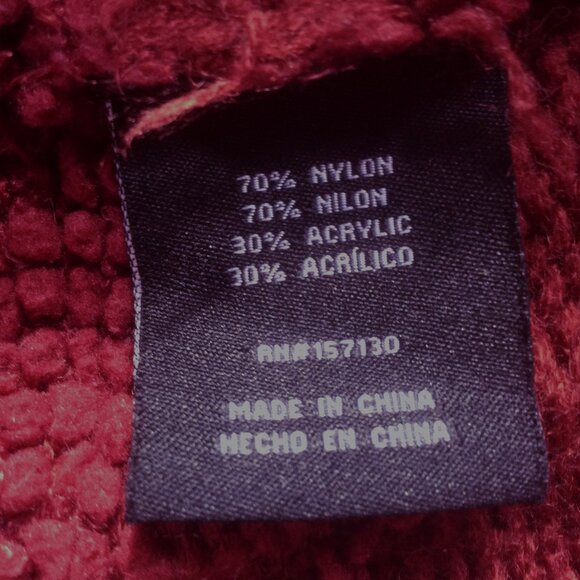 70% NYLON
70% NILON
30% ACRYLIC
30% ACRÍLICO
RN#157130
MADE IN CHINA
HECHO EN CHINA